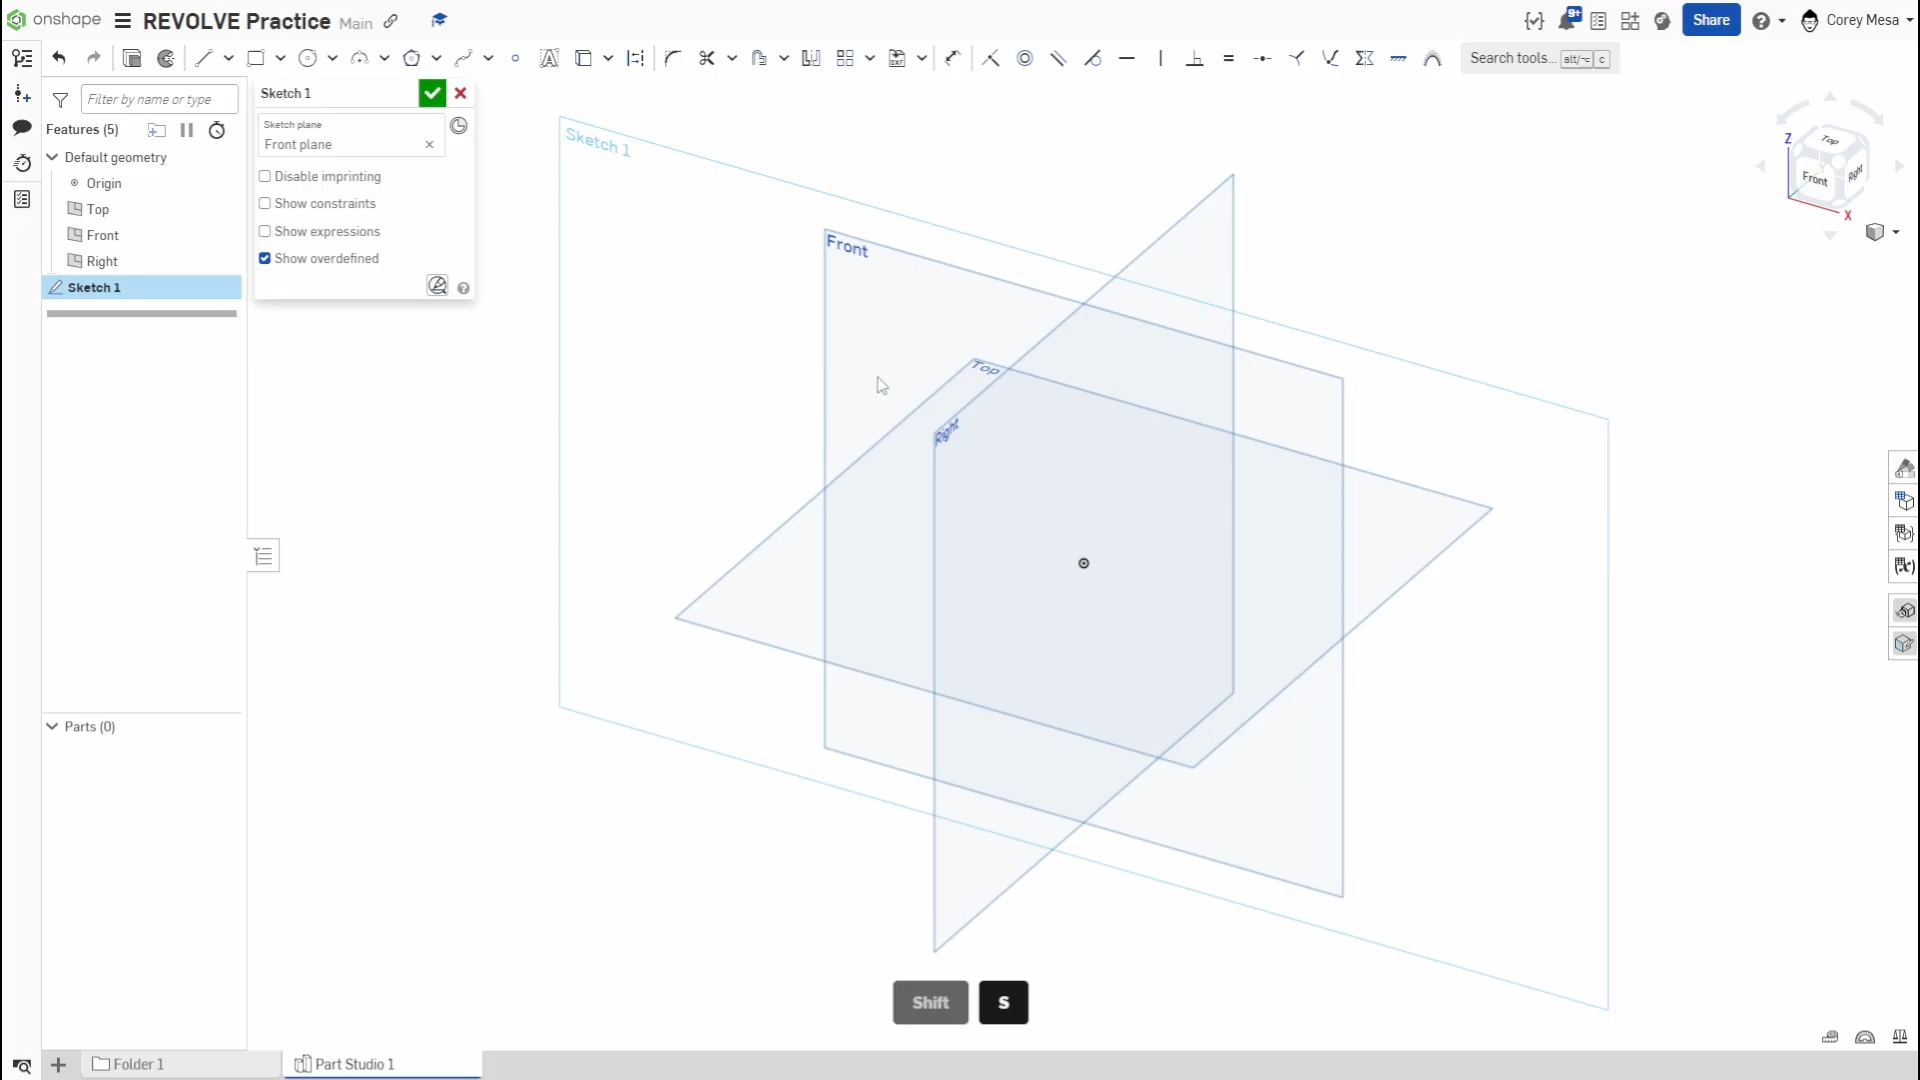 onshape
REVOLVE Practice
Main
9+
Share
Corey Mesa
Search tools...
alt/⌥
c
Filter by name or type
Features (5)
Default geometry
Origin
Top
Front
Right
Sketch 1
Sketch 1
Sketch plane
Front plane
Disable imprinting
Show constraints
Show expressions
Show overdefined
Sketch 1
Front
Top
Right
Z
Top
Front
Right
Y
X
(x)
Parts (0)
Shift
S
Folder 1
Part Studio 1